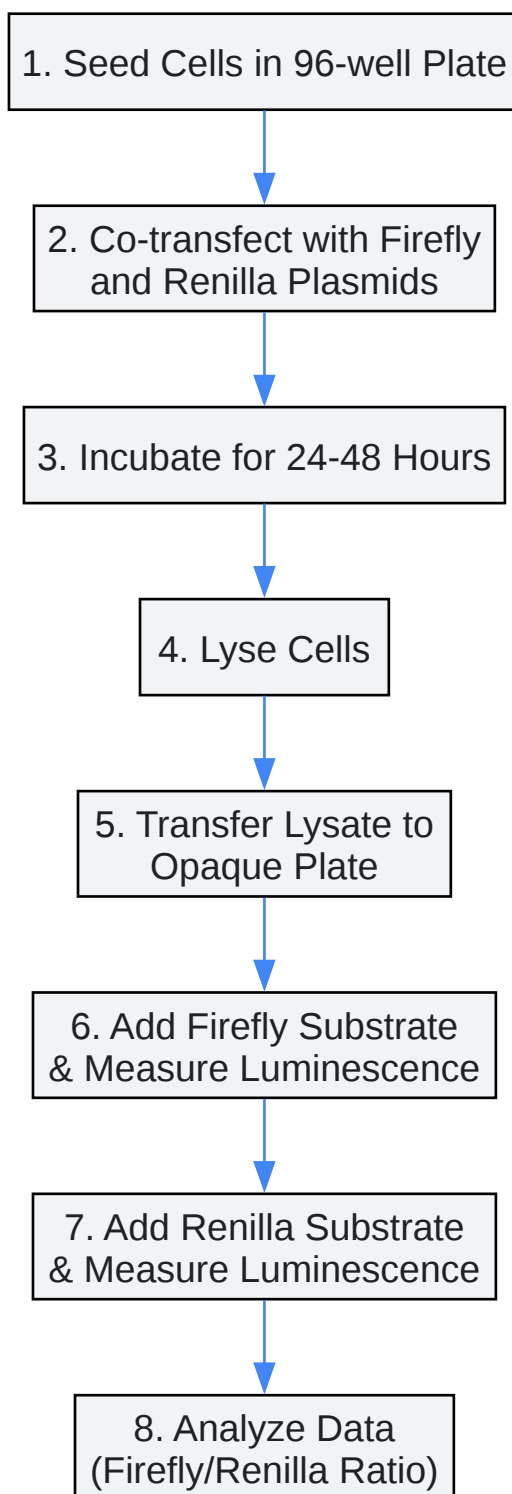 1. Seed Cells in 96-well Plate
2. Co-transfect with Firefly
and Renilla Plasmids
3. Incubate for 24-48 Hours
4. Lyse Cells
5. Transfer Lysate to
Opaque Plate
6. Add Firefly Substrate
& Measure Luminescence
7. Add Renilla Substrate
& Measure Luminescence
8. Analyze Data
(Firefly/Renilla Ratio)